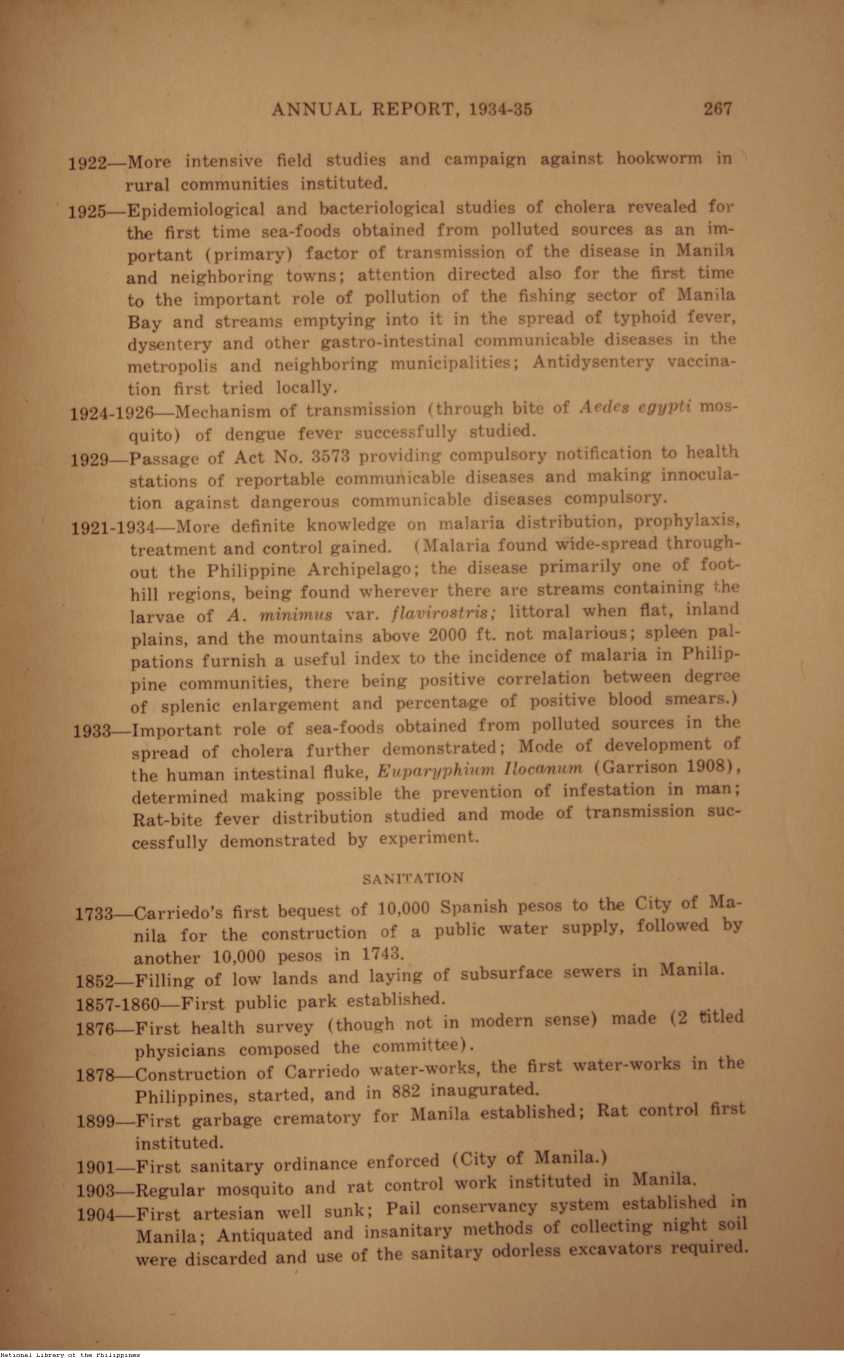 ANNUAL REPORT, 1934-35 267
1922—More intensive field studies and campaign against hookworm in
rural communities instituted.
1925—Epidemiological and bacteriological studies of cholera revealed for
the first time sea-foods obtained from polluted sources as an im-
portant (primary) factor of transmission of the disease in Manila
and neighboring towns; attention directed also for the first time
to the important role of pollution of the fishing sector of Manila
Bay and streams emptying into it in the spread of typhoid fever,
dysentery and other gastro-intestinal communicable diseases in the
metropolis and neighboring municipalities; Antidysentery vaccina-
tion first tried locally.
1924-1926—Mechanism of transmission (through bite of Aedes egypti mos-
quito) of dengue fever successfully studied.
1929—Passage of Act No. 3573 providing compulsory notification to health
stations of reportable communicable diseases and making innocula-
tion against dangerous communicable diseases compulsory.
1921-1934—More definite knowledge on malaria distribution, prophylaxis,
treatment and control gained. (Malaria found wide-spread through-
out the Philippine Archipelago; the disease primarily one of foot-
hill regions, being found wherever there are streams containing the
larvae of A. minimus var. flavirostris; littoral when flat, inland
plains, and the mountains above 2000 ft. not malarious; spleen pal-
pations furnish a useful index to the incidence of malaria in Philip-
pine communities, there being positive correlation between degree
of splenic enlargement and percentage of positive blood smears.)
1933—Important role of sea-foods obtained from polluted sources in the
spread of cholera further demonstrated; Mode of development of
the human intestinal fluke, Euparyphium Ilocanum (Garrison 1908),
determined making possible the prevention of infestation in man;
Rat-bite fever distribution studied and mode of transmission suc-
cessfully demonstrated by experiment.
SANITATION
1733—Carriedo's first bequest of 10,000 Spanish pesos to the City of Ma-
nila for the construction of a public water supply, followed by
another 10,000 pesos in 1743.
1852—Filling of low lands and laying of subsurface sewers in Manila.
1857-1860—First public park established.
1876—First health survey (though not in modern sense) made (2 titled
physicians composed the committee).
1878—Construction of Carriedo water-works, the first water-works in the
Philippines, started, and in 882 inaugurated.
1899—First garbage crematory for Manila established; Rat control first
instituted.
1901—First sanitary ordinance enforced (City of Manila.)
1903—Regular mosquito and rat control work instituted in Manila.
1904—First artesian well sunk; Pail conservancy system established in
Manila; Antiquated and insanitary methods of collecting night soil
were discarded and use of the sanitary odorless excavators required.
National Library of the Philippines